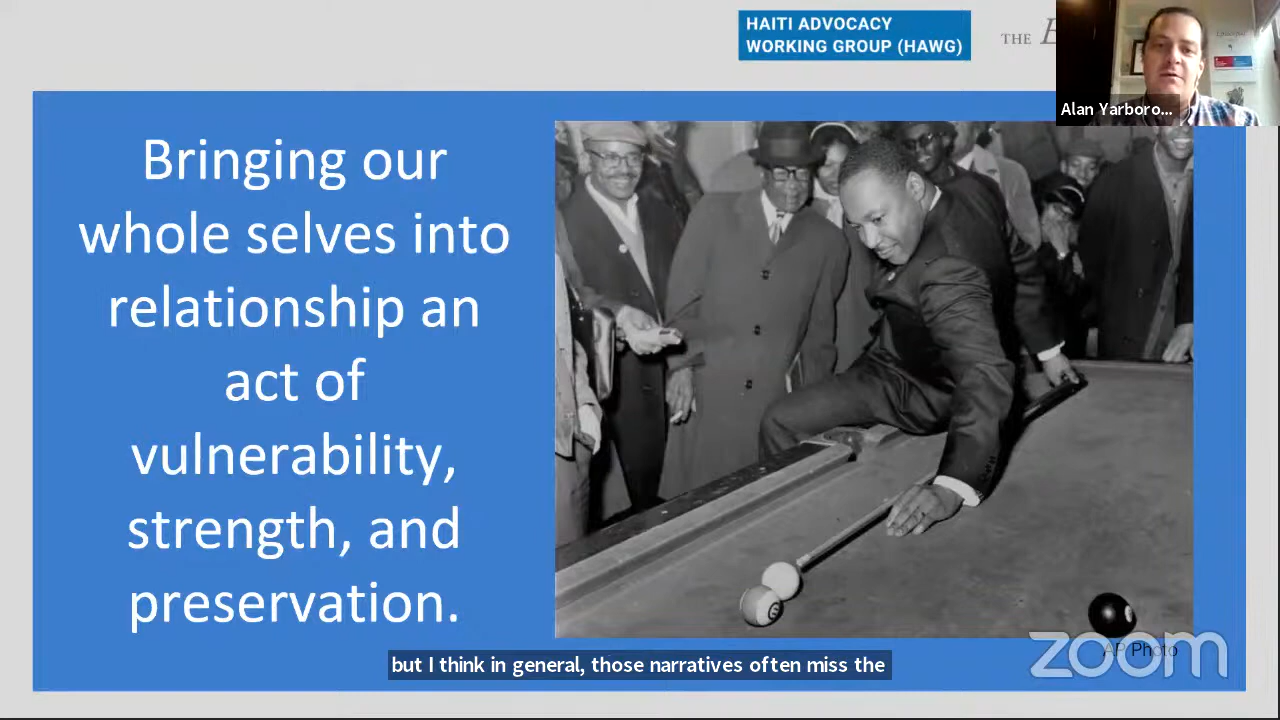 HAITI ADVOCACY
WORKING GROUP (HAWG)
THE
Alan Yarboro...
Bringing our
whole selves into
relationship an
act of
vulnerability,
strength, and
preservation.
but I think in general, those narratives often miss the
AP Photo
zoom